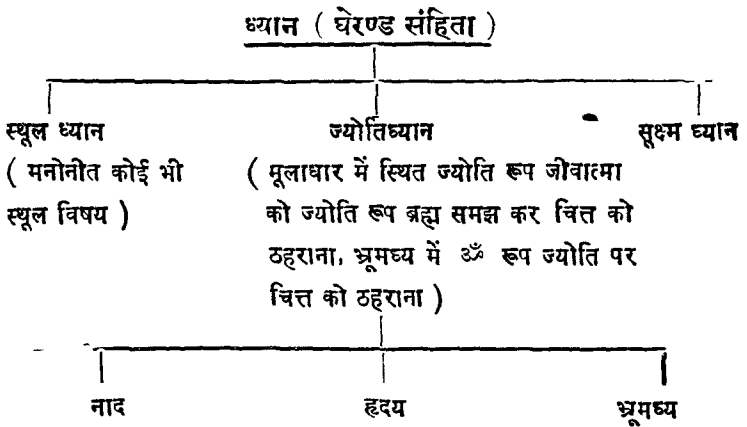 ध्यान ( घेरण्ड संहिता )
स्थूल ध्यान ज्योतिध्यान सूक्ष्म ध्यान
( मनोनीत कोई भी ( मूलाधार में स्थित ज्योति रूप जीवात्मा
स्थूल विषय ) को ज्योति रूप ब्रह्म समझ कर चित्त को
ठहराना, भ्रूमध्य में ॐ रूप ज्योति पर
चित्त को ठहराना )
नाद हृदय भ्रूमध्य